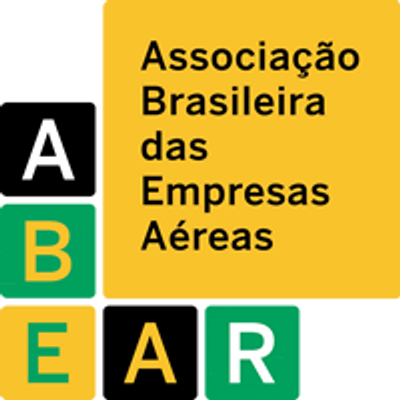 Associação
Brasileira
das
Empresas
Aéreas
A
B
E A R